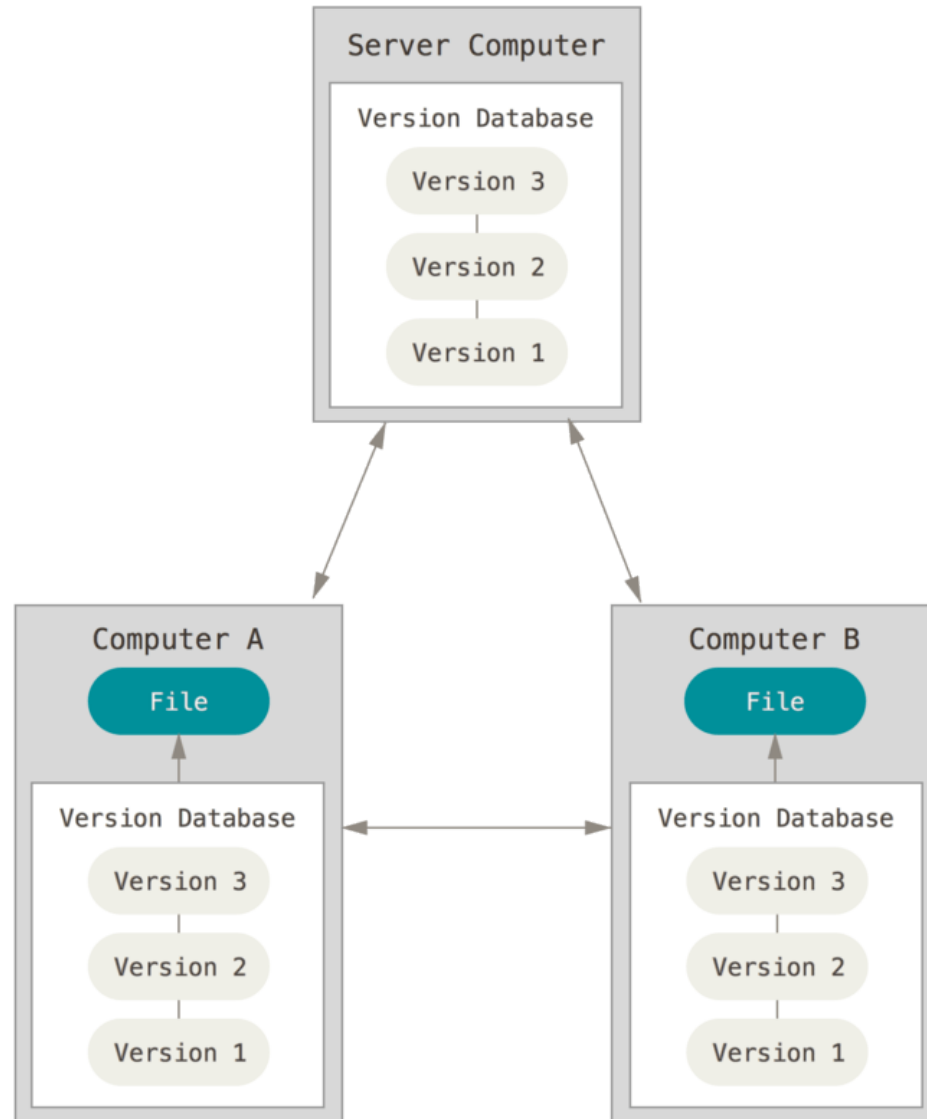 Server Computer
Version Database
Version 3
Version 2
Version 1
Computer A
File
Version Database
Version 3
Version 2
Version 1
Computer B
File
Version Database
Version 3
Version 2
Version 1